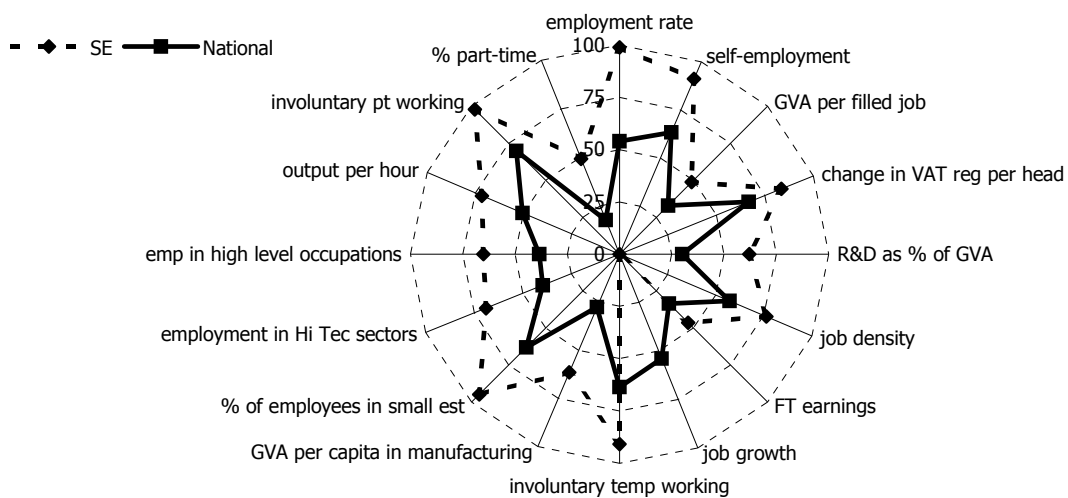 SE
National
employment rate
self-employment
GVA per filled job
change in VAT reg per head
R&D as % of GVA
job density
FT earnings
job growth
involuntary temp working
GVA per capita in manufacturing
% of employees in small est
employment in Hi Tec sectors
emp in high level occupations
output per hour
involuntary pt working
% part-time
100
75
50
25
0